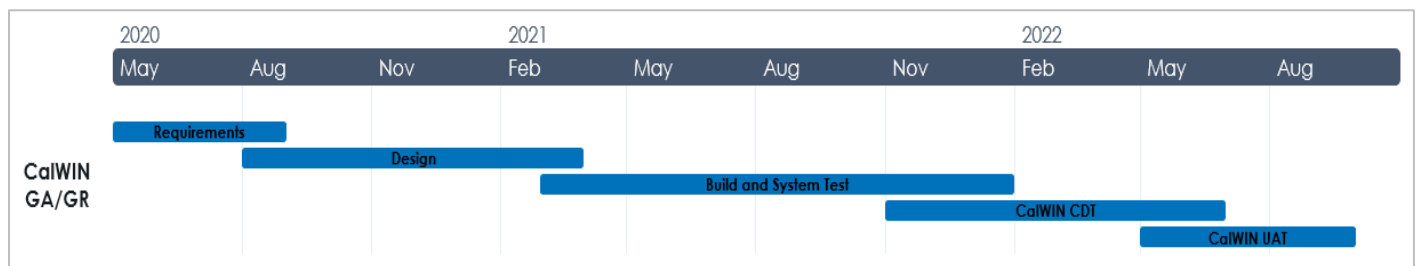 2020 2021 2022
May Aug Nov Feb May Aug Nov Feb May Aug
Requirements
Design
CalWIN
GA/GR
Build and System Test
CalWIN CDT
CalWIN UAT